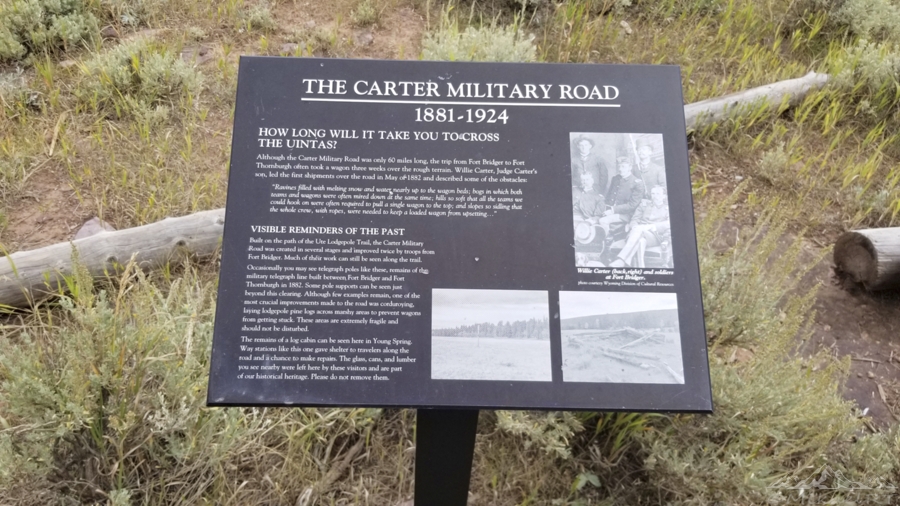 THE CARTER MILITARY ROAD
1881-1924
HOW LONG WILL IT TAKE YOU TO CROSS
THE UINTAS?
Although the Carter Military Road was only 60 miles long, the trip from Fort Bridger to Fort
Thornburgh often took a wagon three weeks over the rough terrain. Willie Carter, Judge Carter's
son, led the first shipments over the road in May of 1882 and described some of the obstacles:
"Ravines filled with melting snow and water nearly up to the wagon beds; bogs in which both
teams and wagons were often mired down at the same time; hills so soft that all the teams we
could hook on were often required to pull a single wagon to the top; and slopes so sidling that
the whole crew, with ropes, were needed to keep a loaded wagon from upsetting..."
VISIBLE REMINDERS OF THE PAST
Built on the path of the Ute Lodgepole Trail, the Carter Military
Road was created in several stages and improved twice by troops from
Fort Bridger. Much of their work can still be seen along the trail.
Occasionally you may see telegraph poles like these, remains of the
military telegraph line built between Fort Bridger and Fort
Thornburgh in 1882. Some pole supports can be seen just
beyond this clearing. Although few examples remain, one of the
most crucial improvements made to the road was corduroying,
laying lodgepole pine logs across marshy areas to prevent wagons
from getting stuck. These areas are extremely fragile and
should not be disturbed.
The remains of a log cabin can be seen here in Young Spring.
Way stations like this one gave shelter to travelers along the
road and a chance to make repairs. The glass, cans, and lumber
you see nearby were left here by these visitors and are part
of our historical heritage. Please do not remove them.
Willie Carter (back,right) and soldiers
at Fort Bridger.
photo courtesy Wyoming Division of Cultural Resources